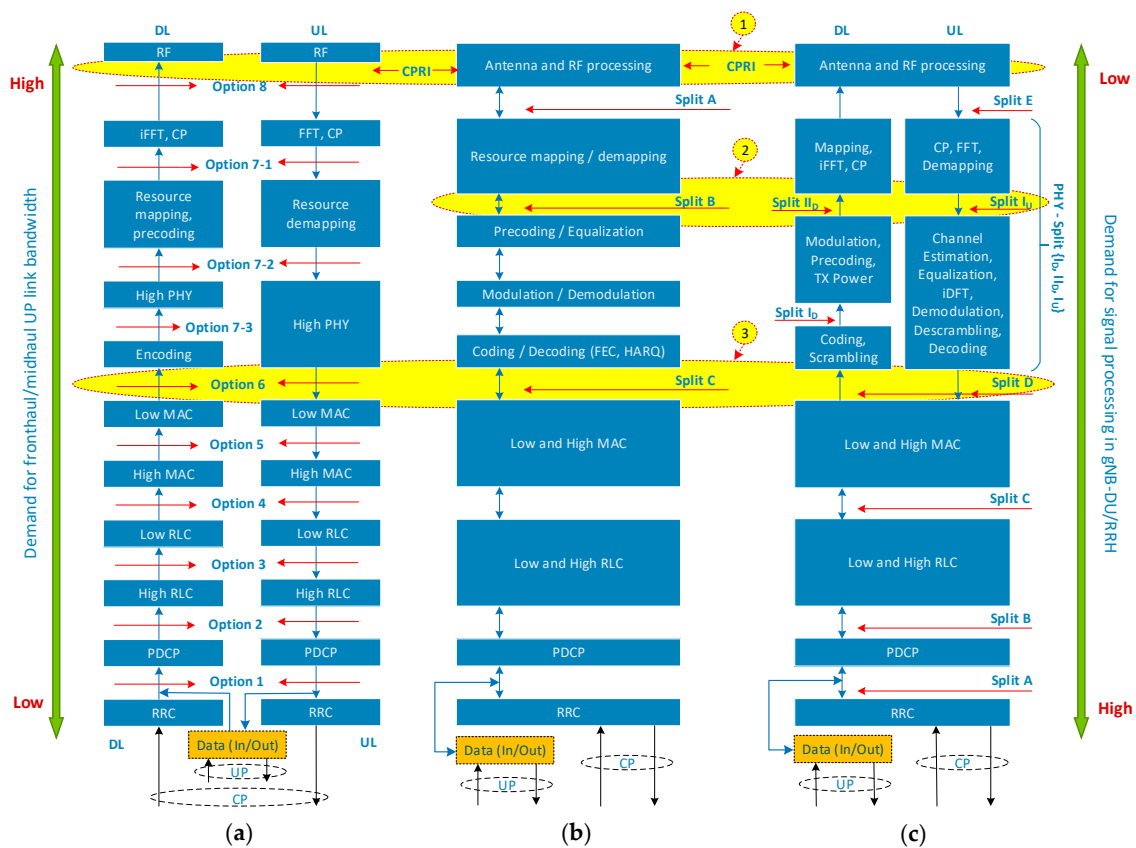 DL
UL
RF
RF
Option 8
CPRI
iFFT, CP
FFT, CP
Option 7-1
Resource
mapping,
precoding
Resource
demapping
Option 7-2
High PHY
High PHY
Option 7-3
Encoding
Option 6
Low MAC
Low MAC
Option 5
High MAC
High MAC
Option 4
Low RLC
Low RLC
Option 3
High RLC
High RLC
Option 2
PDCP
PDCP
Option 1
RRC
RRC
DL
UL
Data (In/Out)
UP
CP
(a)
High
Demand for fronthaul/midhaul UP link bandwidth
Low
Antenna and RF processing
Split A
Resource mapping / demapping
Split B
Precoding / Equalization
Modulation / Demodulation
Coding / Decoding (FEC, HARQ)
Split C
Low and High MAC
Low and High RLC
PDCP
RRC
Data (In/Out)
UP
CP
(b)
1
CPRI
2
3
DL
UL
Antenna and RF processing
Split E
Mapping,
iFFT, CP
CP, FFT,
Demapping
Split II_D
Split I_U
Modulation,
Precoding,
TX Power
Channel
Estimation,
Equalization,
iDFT,
Demodulation,
Descrambling,
Decoding
Split I_D
Coding,
Scrambling
PHY - Split {I_D, II_D, I_U}
Split D
Low and High MAC
Split C
Low and High RLC
Split B
PDCP
Split A
RRC
Data (In/Out)
UP
CP
(c)
Low
Demand for signal processing in gNB-DU/RRH
High